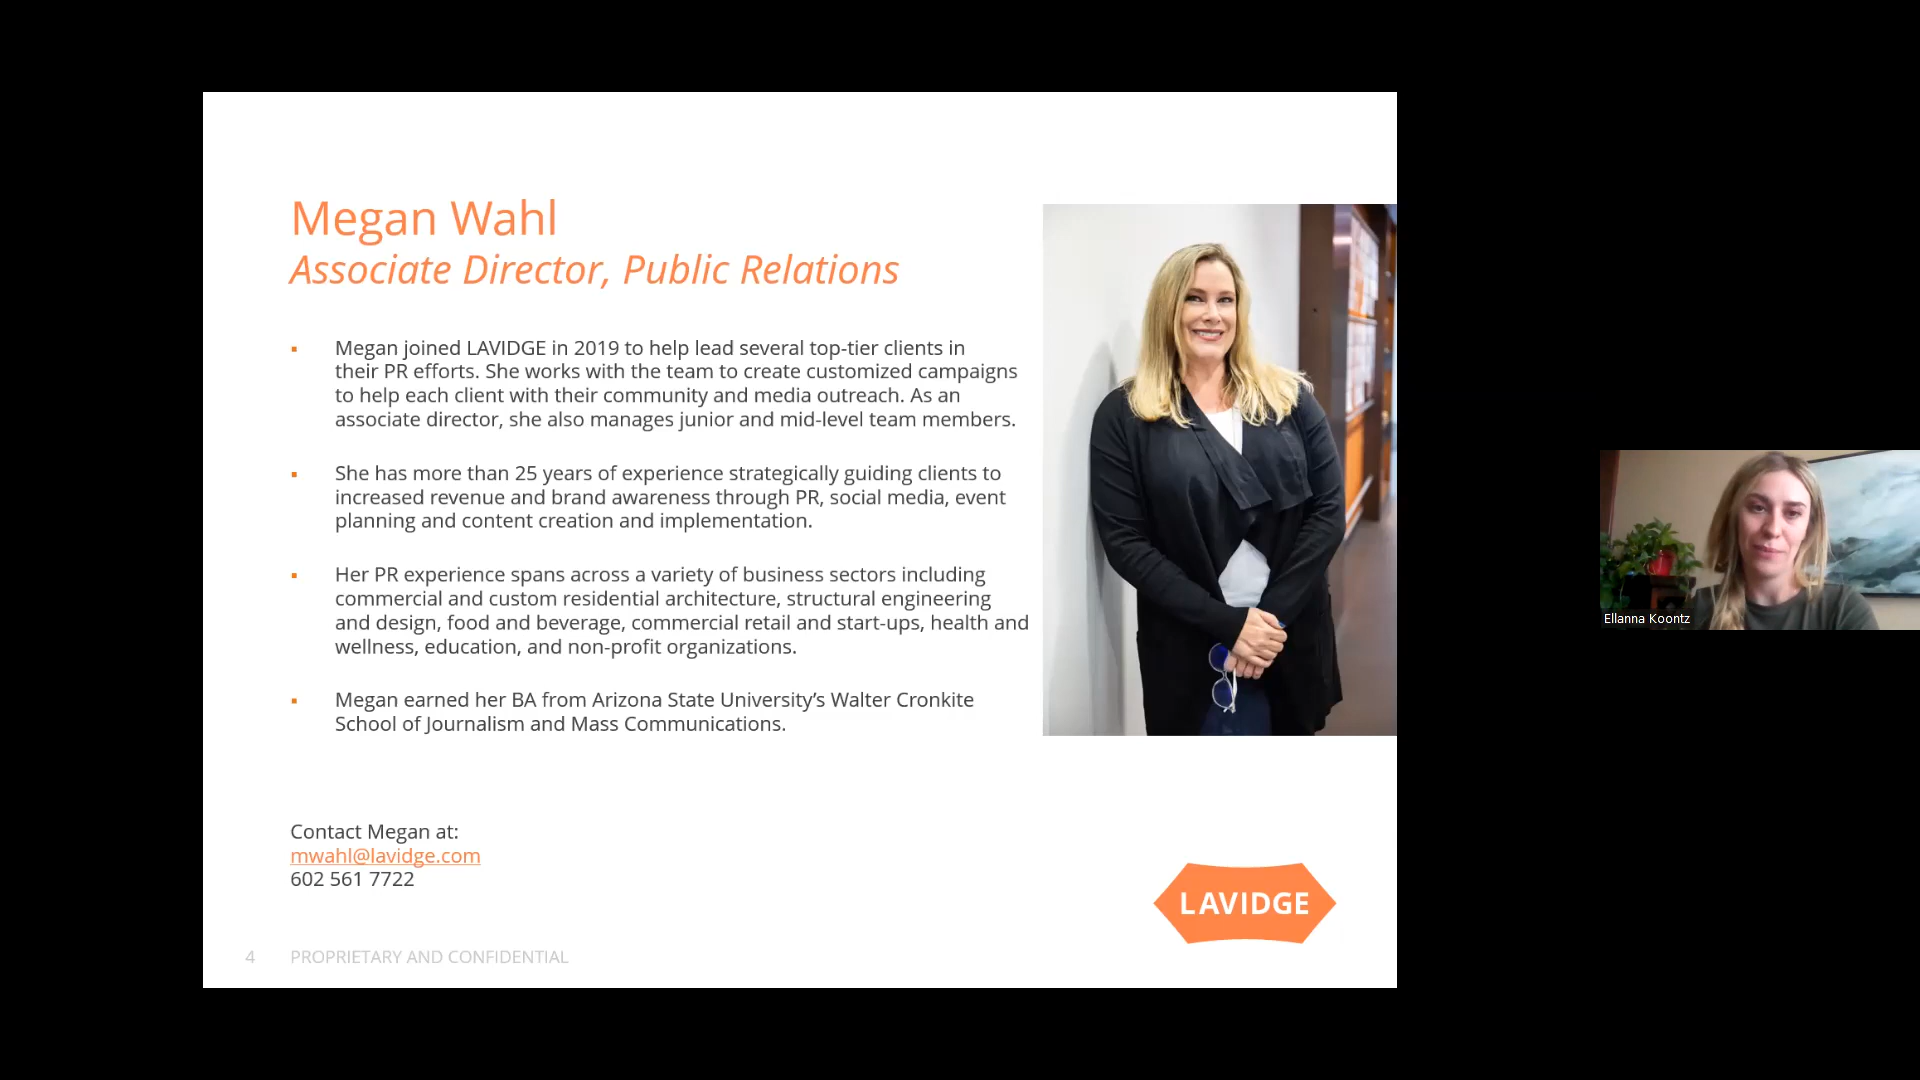 Megan Wahl
Associate Director, Public Relations
▪ Megan joined LAVIDGE in 2019 to help lead several top-tier clients in
their PR efforts. She works with the team to create customized campaigns
to help each client with their community and media outreach. As an
associate director, she also manages junior and mid-level team members.
▪ She has more than 25 years of experience strategically guiding clients to
increased revenue and brand awareness through PR, social media, event
planning and content creation and implementation.
▪ Her PR experience spans across a variety of business sectors including
commercial and custom residential architecture, structural engineering
and design, food and beverage, commercial retail and start-ups, health and
wellness, education, and non-profit organizations.
▪ Megan earned her BA from Arizona State University’s Walter Cronkite
School of Journalism and Mass Communications.
Contact Megan at:
mwahl@lavidge.com
602 561 7722
LAVIDGE
4 PROPRIETARY AND CONFIDENTIAL
Ellanna Koontz